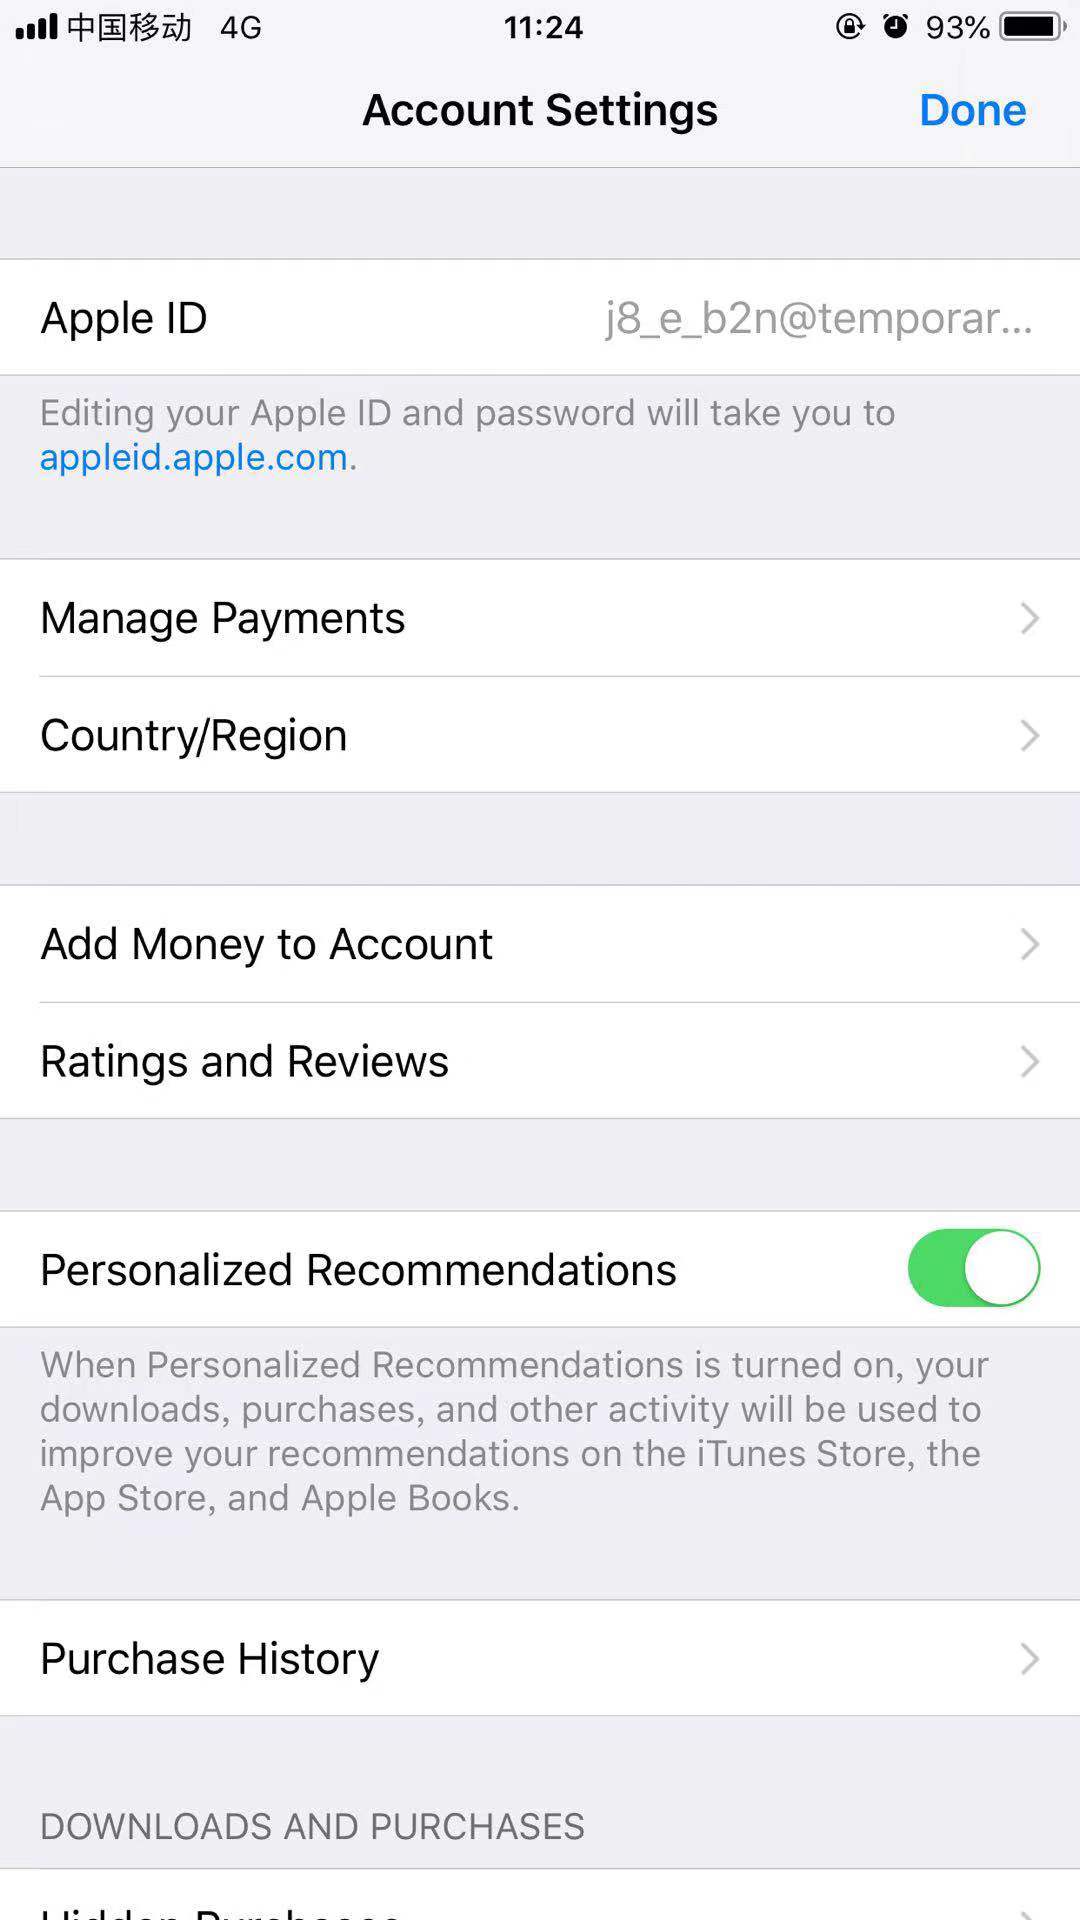 中国移动 4G 11:24 93%
Account Settings Done
Apple ID j8_e_b2n@temporar...
Editing your Apple ID and password will take you to
appleid.apple.com.
Manage Payments
Country/Region
Add Money to Account
Ratings and Reviews
Personalized Recommendations
When Personalized Recommendations is turned on, your
downloads, purchases, and other activity will be used to
improve your recommendations on the iTunes Store, the
App Store, and Apple Books.
Purchase History
DOWNLOADS AND PURCHASES
Hidden Purchases